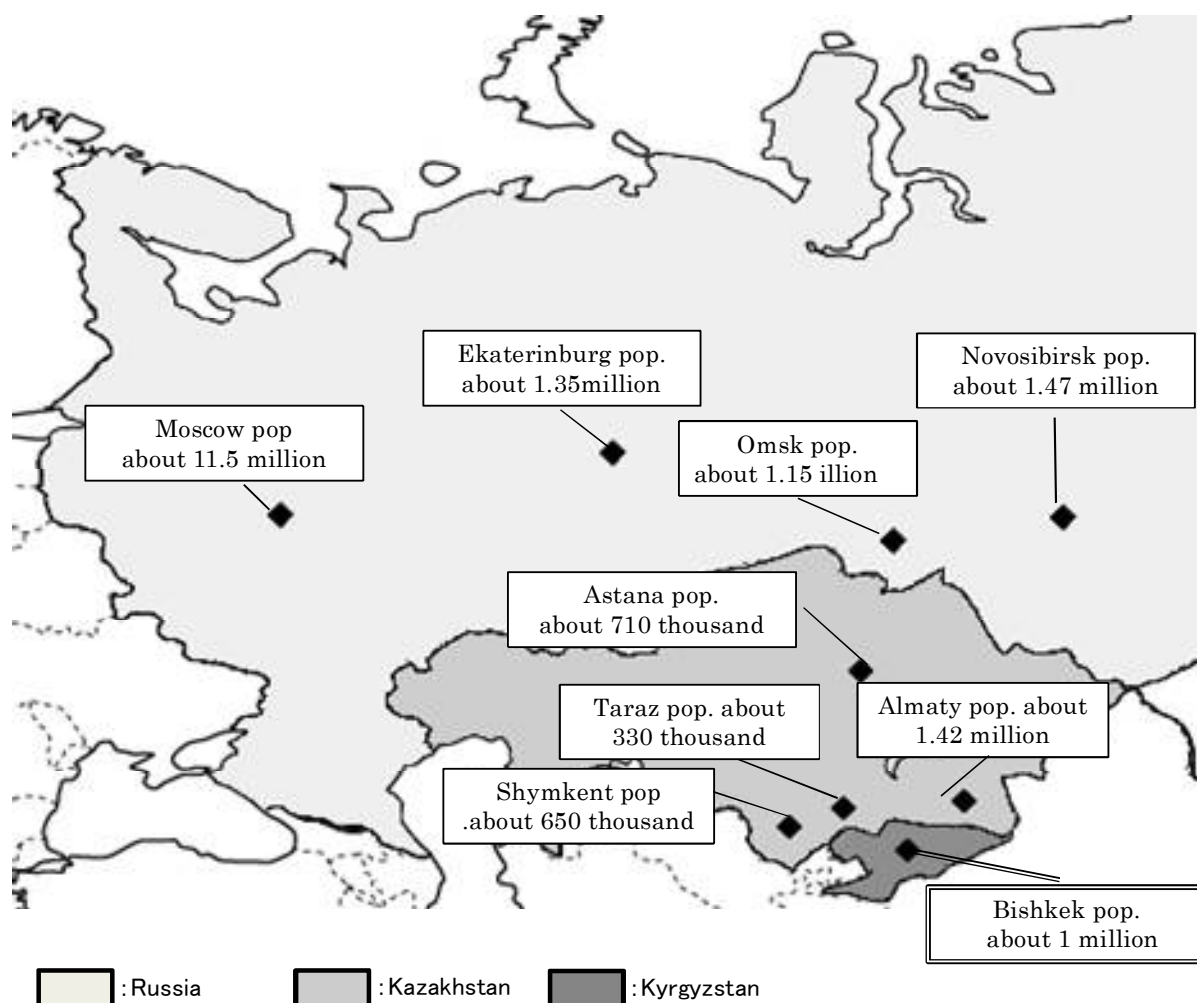 Ekaterinburg pop.
about 1.35million
Novosibirsk pop.
about 1.47 million
Moscow pop
about 11.5 million
Omsk pop.
about 1.15 illion
Astana pop.
about 710 thousand
Taraz pop. about
330 thousand
Almaty pop. about
1.42 million
Shymkent pop
.about 650 thousand
Bishkek pop.
about 1 million
: Russia
: Kazakhstan
: Kyrgyzstan